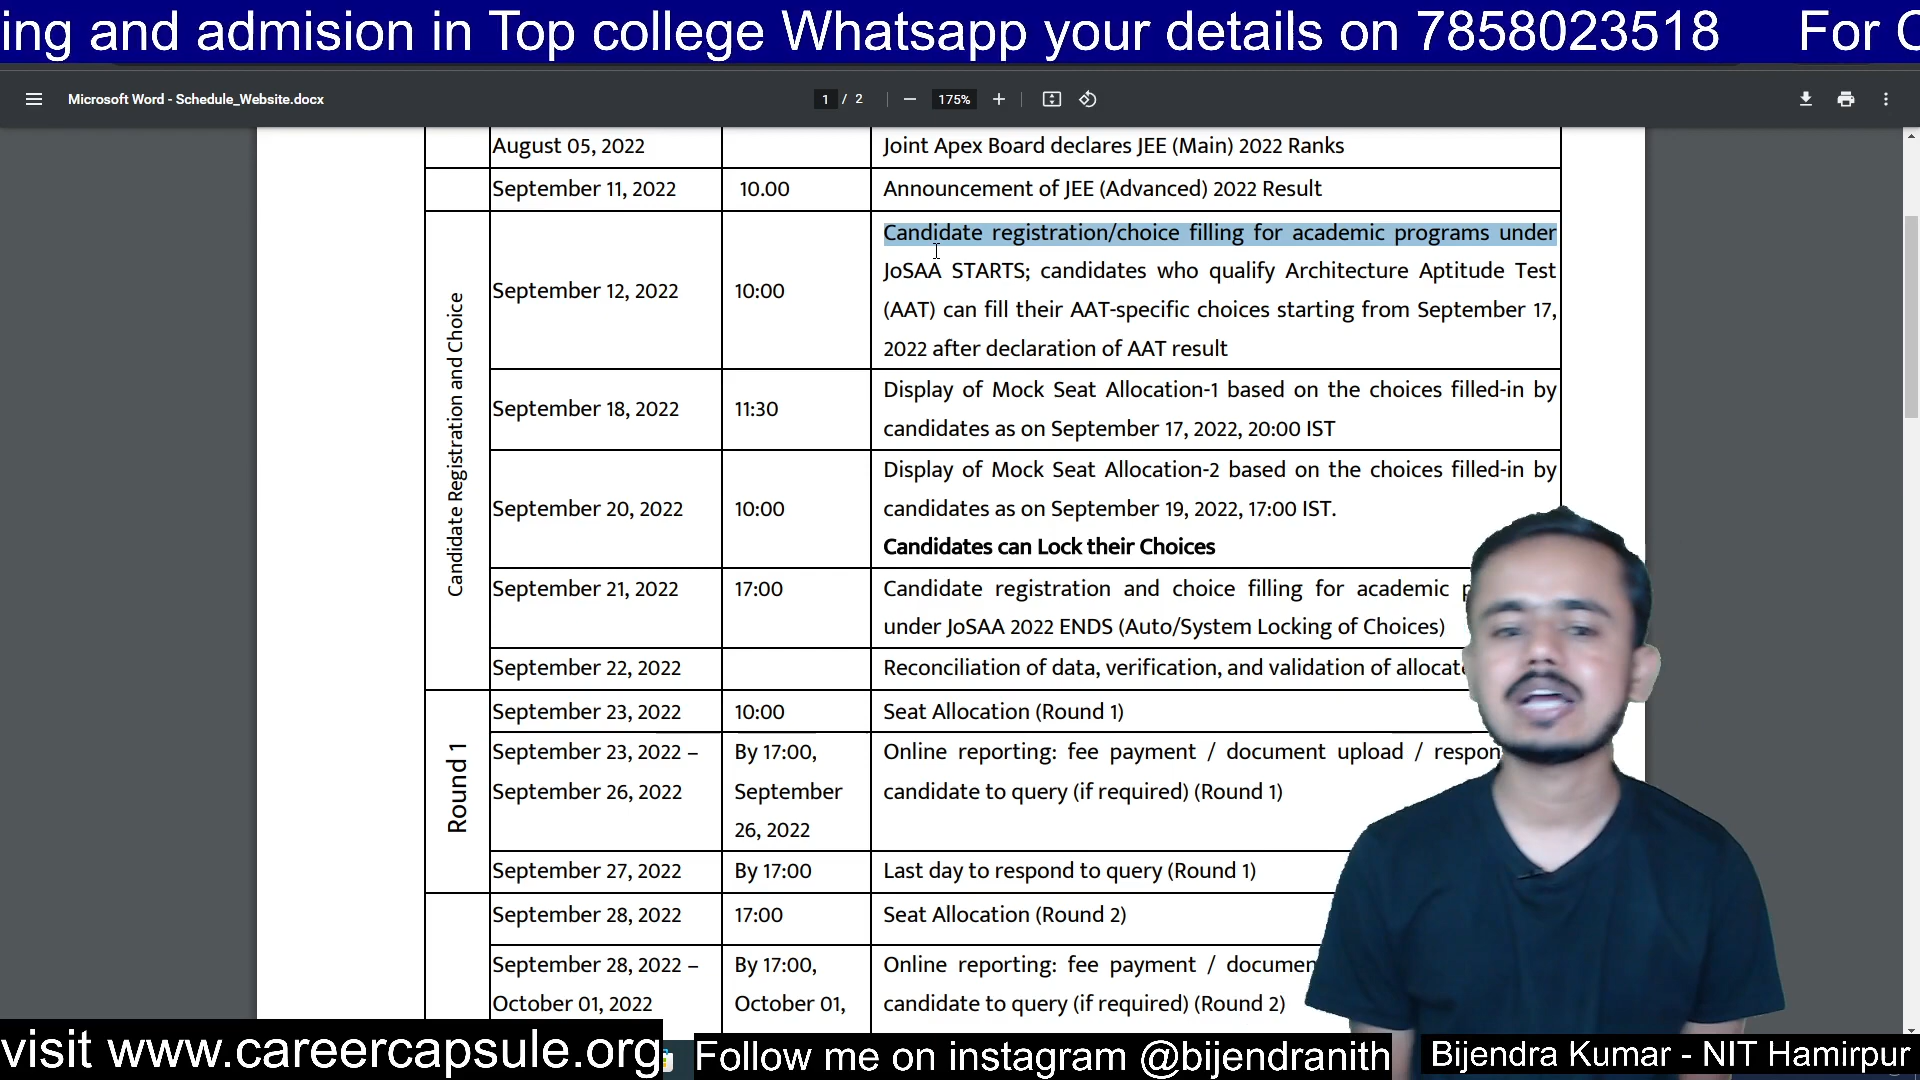 ing and admision in Top college Whatsapp your details on 7858023518 For C
Microsoft Word - Schedule_Website.docx
1 / 2
175%
August 05, 2022
Joint Apex Board declares JEE (Main) 2022 Ranks
September 11, 2022
10.00
Announcement of JEE (Advanced) 2022 Result
Candidate Registration and Choice
September 12, 2022
10:00
Candidate registration/choice filling for academic programs under
JoSAA STARTS; candidates who qualify Architecture Aptitude Test
(AAT) can fill their AAT-specific choices starting from September 17,
2022 after declaration of AAT result
September 18, 2022
11:30
Display of Mock Seat Allocation-1 based on the choices filled-in by
candidates as on September 17, 2022, 20:00 IST
September 20, 2022
10:00
Display of Mock Seat Allocation-2 based on the choices filled-in by
candidates as on September 19, 2022, 17:00 IST.
Candidates can Lock their Choices
September 21, 2022
17:00
Candidate registration and choice filling for academic
under JoSAA 2022 ENDS (Auto/System Locking of Choices)
September 22, 2022
Reconciliation of data, verification, and validation of
Round 1
September 23, 2022
10:00
Seat Allocation (Round 1)
September 23, 2022 –
September 26, 2022
By 17:00,
September
26, 2022
Online reporting: fee payment / document upload /
candidate to query (if required) (Round 1)
September 27, 2022
By 17:00
Last day to respond to query (Round 1)
September 28, 2022
17:00
Seat Allocation (Round 2)
September 28, 2022 –
October 01, 2022
By 17:00,
October 01,
Online reporting: fee payment /
candidate to query (if required) (Round 2)
visit www.careercapsule.org
Follow me on instagram @bijendranith
Bijendra Kumar - NIT Hamirpur